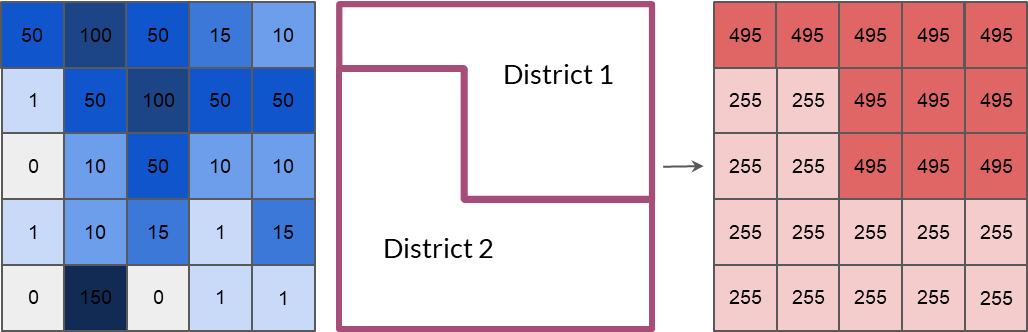 50 100 50 15 10
1 50 100 50 50
0 10 50 10 10
1 10 15 1 15
0 150 0 1 1
District 1
District 2
495 495 495 495 495
255 255 495 495 495
255 255 495 495 495
255 255 255 255 255
255 255 255 255 255